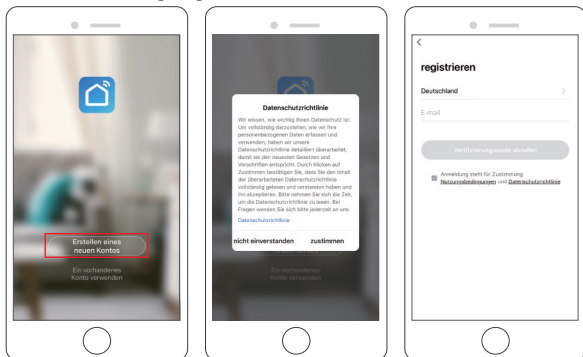 Erstellen eines
neuen Kontos
Ein vorhandenes
Konto verwenden
Datenschutzrichtlinie
Wir wissen, wie wichtig Ihnen Datenschutz ist.
Um vollständig darzustellen, wie wir Ihre
personenbezogenen Daten erfassen und
verwenden, haben wir unsere
Datenschutzrichtlinie detailliert überarbeitet,
damit sie den neuesten Gesetzen und
Vorschriften entspricht. Durch Klicken auf
Zustimmen bestätigen Sie, dass Sie den Inhalt
der überarbeiteten Datenschutzrichtlinie
vollständig gelesen und verstanden haben und
ihn akzeptieren. Bitte nehmen Sie sich die Zeit,
um die Datenschutzrichtlinie zu lesen. Bei
Fragen wenden Sie sich bitte jederzeit an uns.
Datenschutzrichtlinie
nicht einverstanden zustimmen
Ein vorhandenes
Konto verwenden
registrieren
Deutschland
E-mail
Verifizierungscode abrufen
Anmeldung steht für Zustimmung
Nutzungsbedingungen und Datenschutzrichtlinie